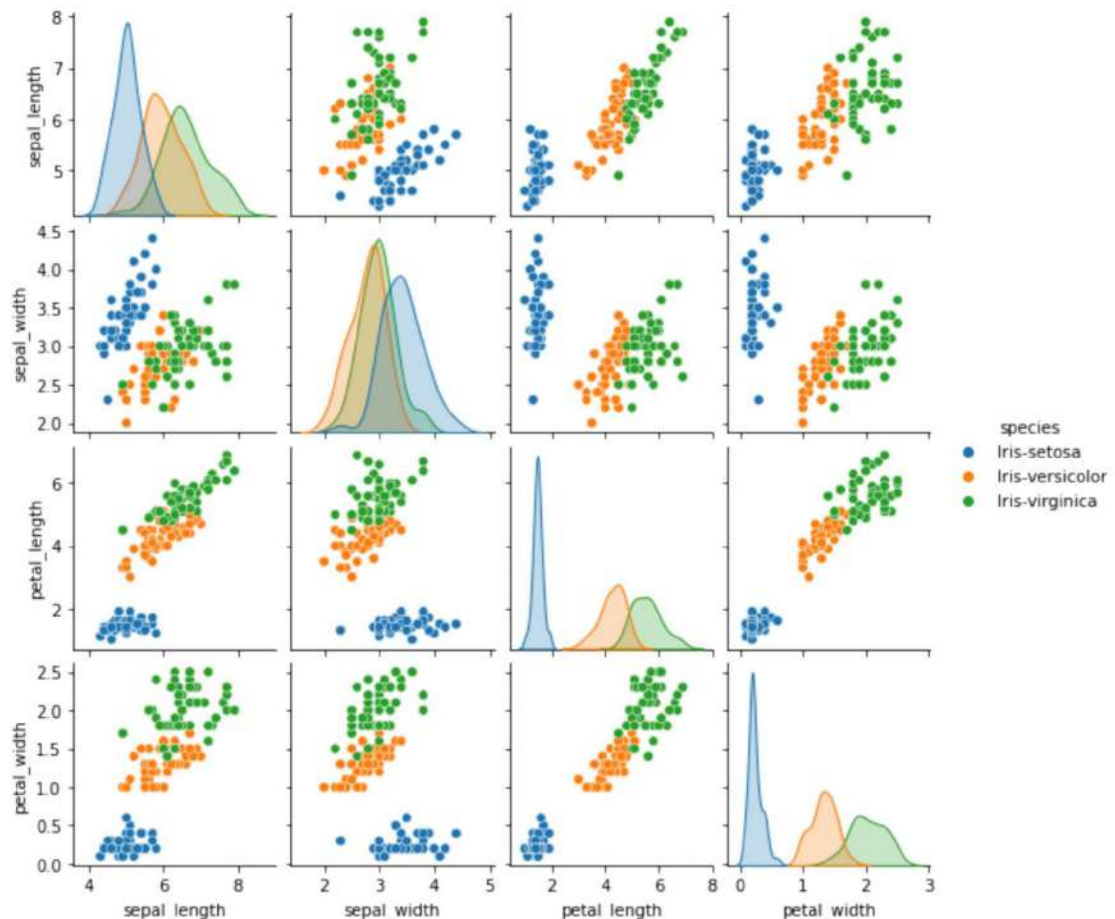 8
7
6
5
sepal_length
4.5
4.0
3.5
3.0
2.5
2.0
sepal_width
species
Iris-setosa
Iris-versicolor
Iris-virginica
6
4
2
petal_length
2.5
2.0
1.5
1.0
0.5
0.0
petal_width
4 6 8
2 3 4 5
2 4 6 8
0 1 2 3
sepal_length
sepal_width
petal_length
petal_width